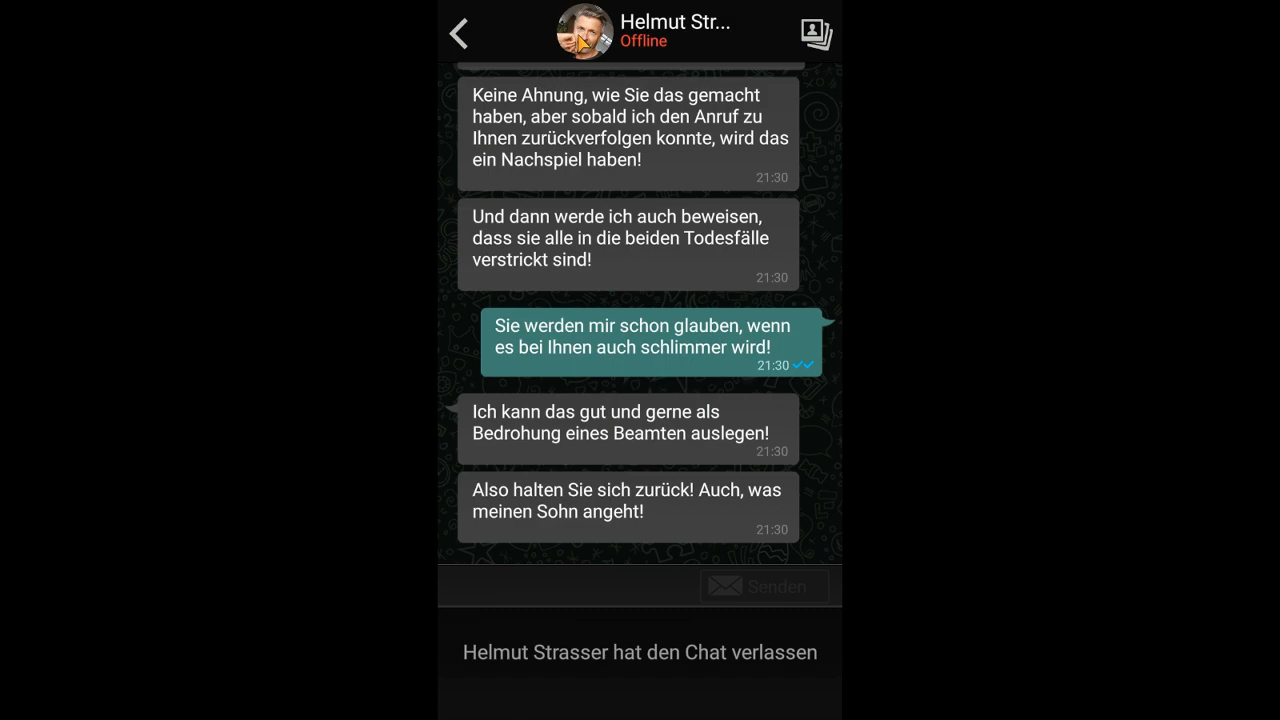 Helmut Str...
Offline
Keine Ahnung, wie Sie das gemacht
haben, aber sobald ich den Anruf zu
Ihnen zurückverfolgen konnte, wird das
ein Nachspiel haben!
21:30
Und dann werde ich auch beweisen,
dass sie alle in die beiden Todesfälle
verstrickt sind!
21:30
Sie werden mir schon glauben, wenn
es bei Ihnen auch schlimmer wird!
21:30
Ich kann das gut und gerne als
Bedrohung eines Beamten auslegen!
21:30
Also halten Sie sich zurück! Auch, was
meinen Sohn angeht!
21:30
Senden
Helmut Strasser hat den Chat verlassen